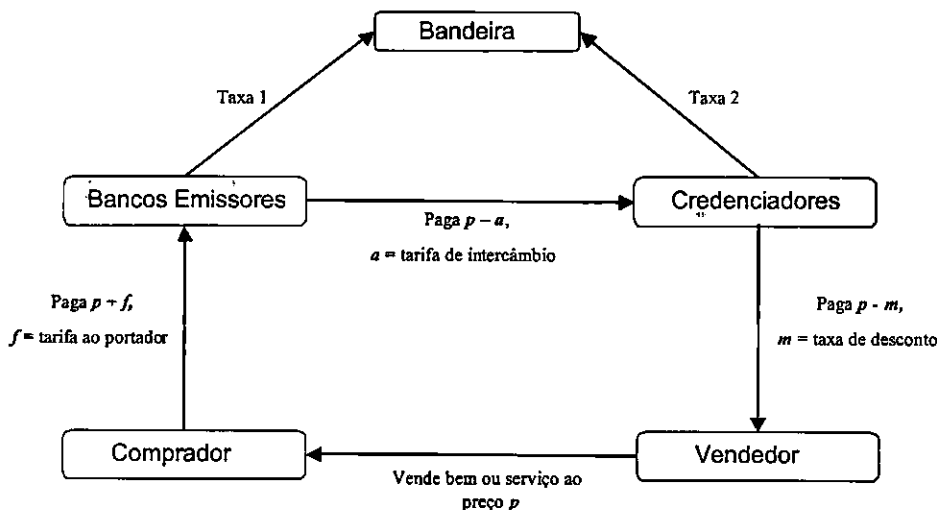 Bandeira
Taxa 1
Taxa 2
Bancos Emissores
Credenciadores
Paga p – a,
a = tarifa de intercâmbio
Paga p + f,
f = tarifa ao portador
Paga p - m,
m = taxa de desconto
Comprador
Vendedor
Vende bem ou serviço ao
preço p